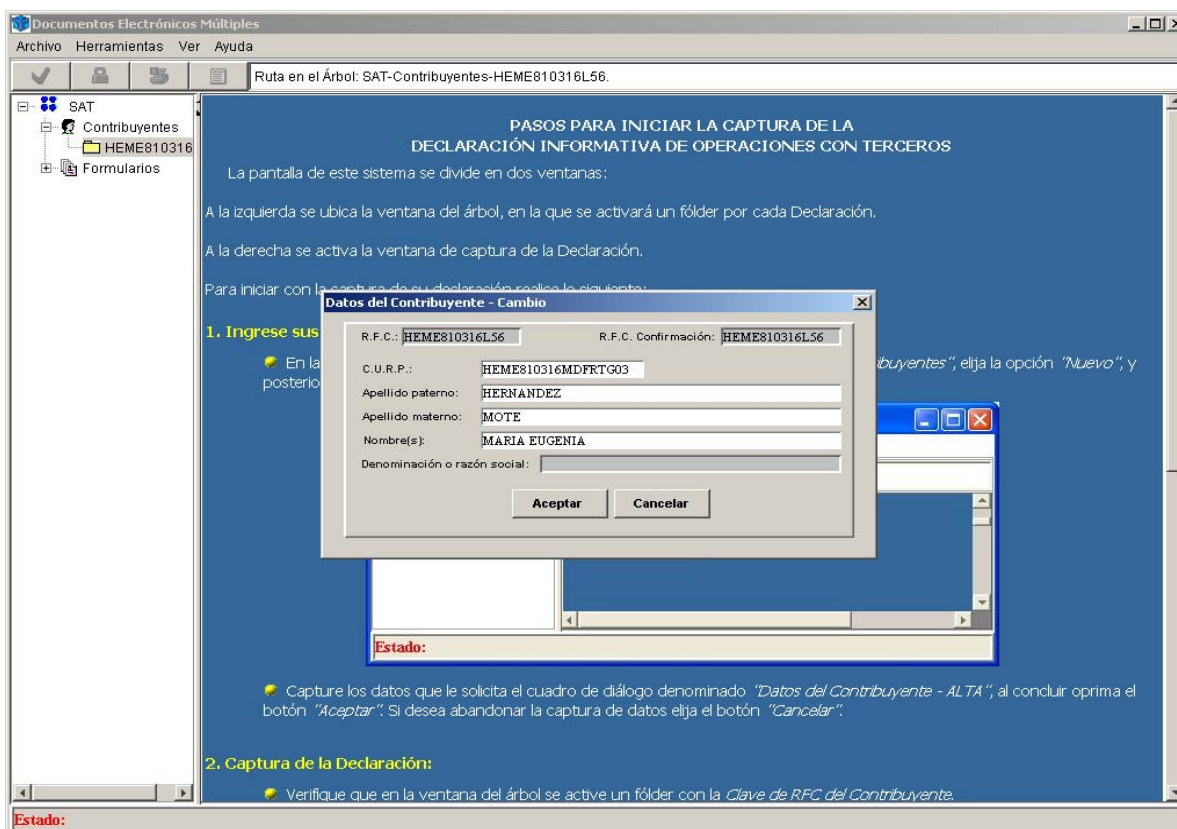 Documentos Electrónicos Múltiples
Archivo Herramientas Ver Ayuda
Ruta en el Árbol: SAT-Contribuyentes-HEME810316L56.
SAT
Contribuyentes
HEME810316
Formularios
PASOS PARA INICIAR LA CAPTURA DE LA
DECLARACIÓN INFORMATIVA DE OPERACIONES CON TERCEROS
La pantalla de este sistema se divide en dos ventanas:
A la izquierda se ubica la ventana del árbol, en la que se activará un fólder por cada Declaración.
A la derecha se activa la ventana de captura de la Declaración.
Para iniciar con la captura de su declaración realice lo siguiente:
1. Ingrese sus
En la
buyentes", elija la opción "Nuevo", y
posterio
Datos del Contribuyente - Cambio
R.F.C.: HEME810316L56 R.F.C. Confirmación: HEME810316L56
C.U.R.P.: HEME810316MDFRTG03
Apellido paterno: HERNANDEZ
Apellido materno: MOTE
Nombre(s): MARIA EUGENIA
Denominación o razón social:
Aceptar Cancelar
Estado:
Capture los datos que le solicita el cuadro de diálogo denominado "Datos del Contribuyente - ALTA", al concluir oprima el
botón "Aceptar". Si desea abandonar la captura de datos elija el botón "Cancelar".
2. Captura de la Declaración:
Verifique que en la ventana del árbol se active un fólder con la Clave de RFC del Contribuyente.
Estado: